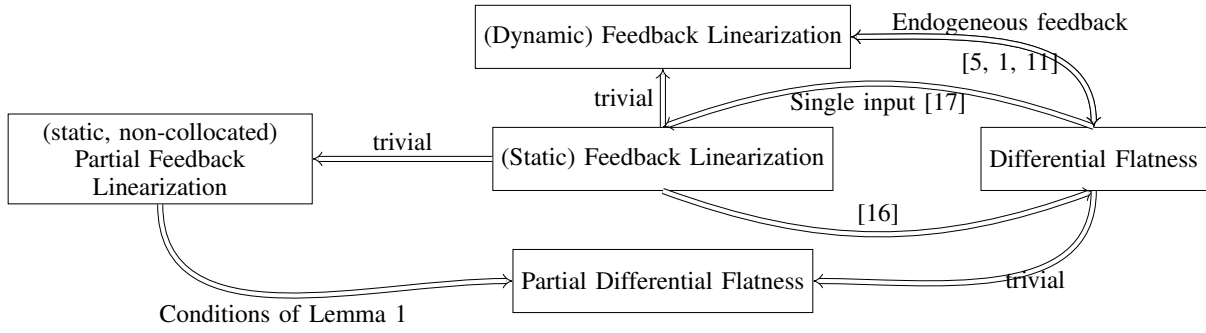 (Dynamic) Feedback Linearization
Endogeneous feedback
[5, 1, 11]
trivial
Single input [17]
(static, non-collocated)
Partial Feedback
Linearization
trivial
(Static) Feedback Linearization
Differential Flatness
[16]
Partial Differential Flatness
trivial
Conditions of Lemma 1